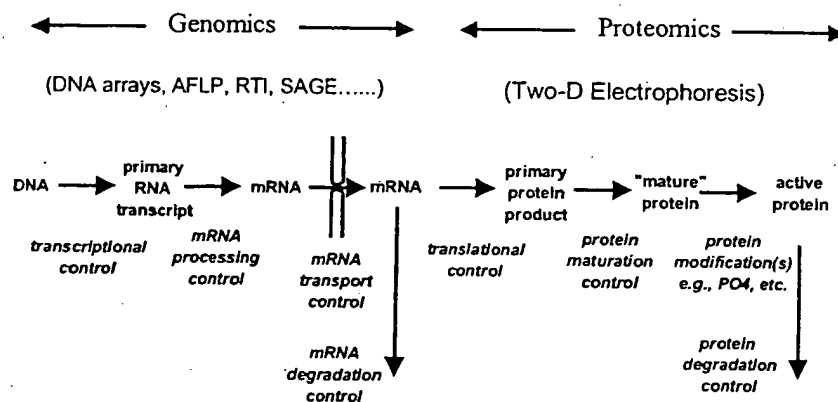 Genomics
Proteomics
(DNA arrays, AFLP, RTI, SAGE......)
(Two-D Electrophoresis)
DNA
primary
RNA
transcript
mRNA
mRNA
primary
protein
product
"mature"
protein
active
protein
transcriptional
control
mRNA
processing
control
mRNA
transport
control
translational
control
protein
maturation
control
protein
modification(s)
e.g., PO4, etc.
mRNA
degradation
control
protein
degradation
control